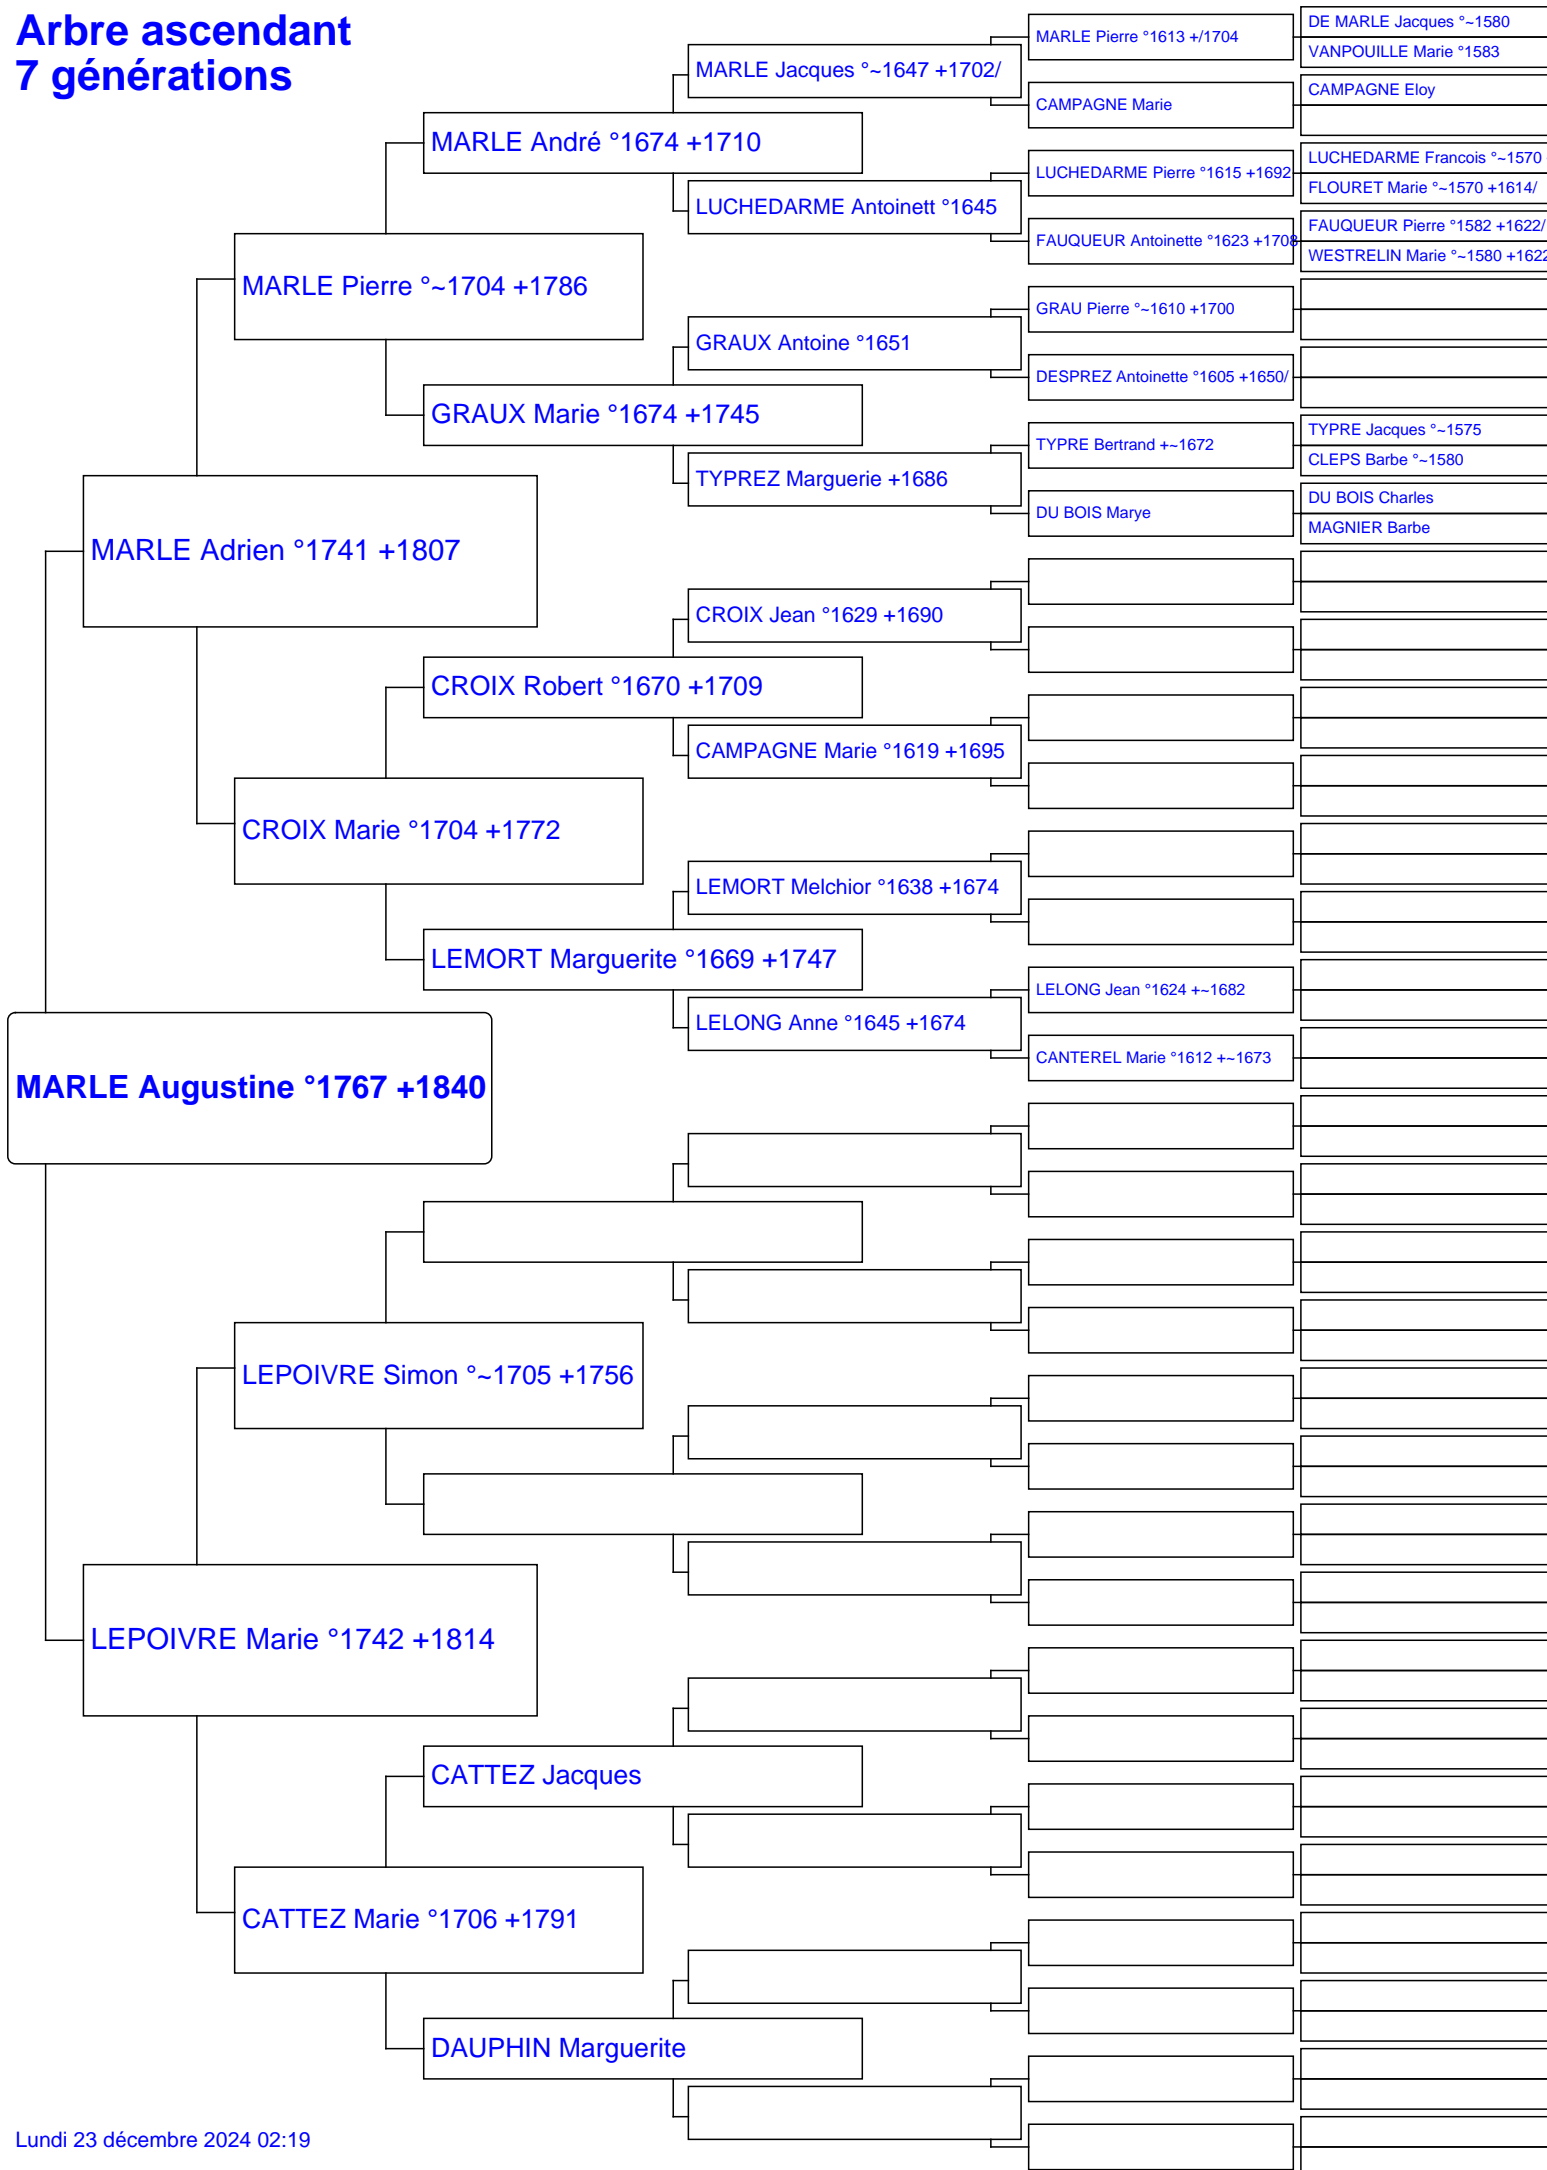 Arbre ascendant
7 générations
MARLE Augustine °1767 +1840
MARLE Adrien °1741 +1807
LEPOIVRE Marie °1742 +1814
MARLE Pierre °~1704 +1786
CROIX Marie °1704 +1772
LEPOIVRE Simon °~1705 +1756
CATTEZ Marie °1706 +1791
MARLE André °1674 +1710
GRAUX Marie °1674 +1745
CROIX Robert °1670 +1709
LEMORT Marguerite °1669 +1747
CATTEZ Jacques
DAUPHIN Marguerite
MARLE Jacques °~1647 +1702/
LUCHEDARME Antoinett °1645
GRAUX Antoine °1651
TYPREZ Marguerie +1686
CROIX Jean °1629 +1690
CAMPAGNE Marie °1619 +1695
LEMORT Melchior °1638 +1674
LELONG Anne °1645 +1674
MARLE Pierre °1613 +/1704
CAMPAGNE Marie
LUCHEDARME Pierre °1615 +1692
FAUQUEUR Antoinette °1623 +1708
GRAU Pierre °~1610 +1700
DESPREZ Antoinette °1605 +1650/
TYPRE Bertrand +~1672
DU BOIS Marye
LELONG Jean °1624 +~1682
CANTEREL Marie °1612 +~1673
DE MARLE Jacques °~1580
VANPOUILLE Marie °1583
CAMPAGNE Eloy
LUCHEDARME Francois °~1570
FLOURET Marie °~1570 +1614/
FAUQUEUR Pierre °1582 +1622/
WESTRELIN Marie °~1580 +1622
TYPRE Jacques °~1575
CLEPS Barbe °~1580
DU BOIS Charles
MAGNIER Barbe
Lundi 23 décembre 2024 02:19